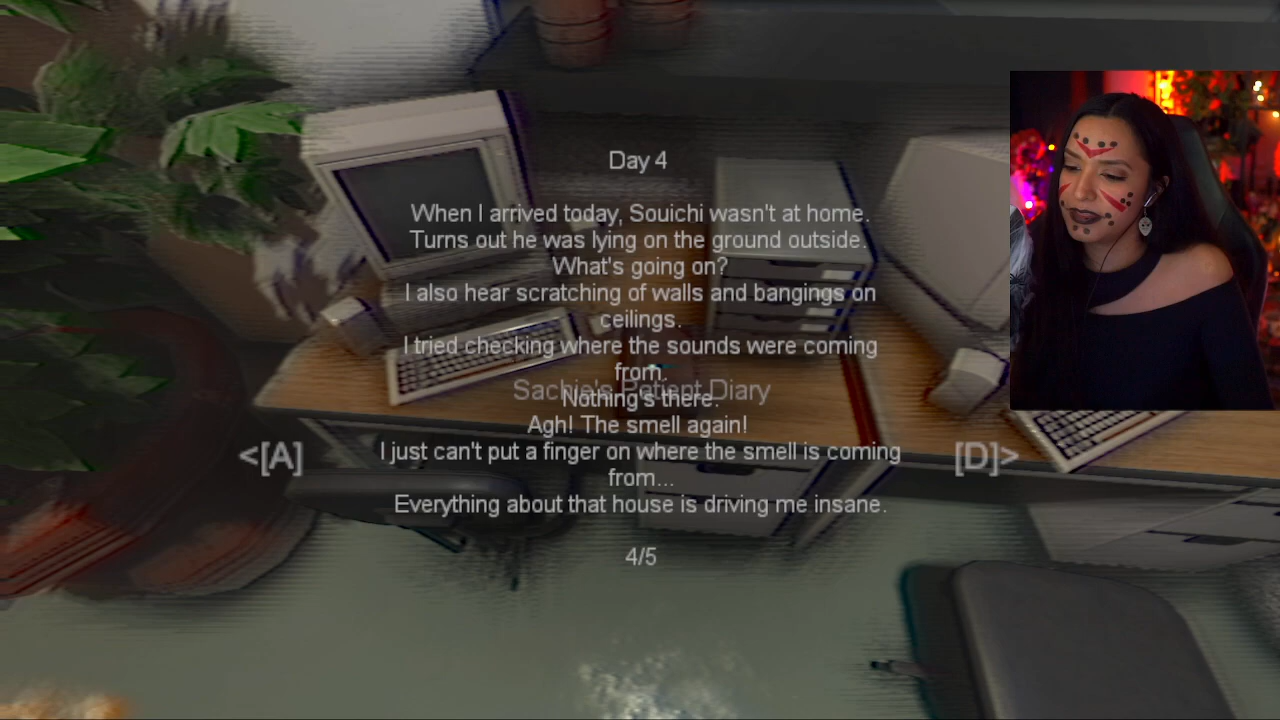 Day 4
When I arrived today, Souichi wasn't at home.
Turns out he was lying on the ground outside.
What's going on?
I also hear scratching of walls and bangings on
ceilings.
I tried checking where the sounds were coming
from.
Sachie's Patient Diary
Nothing's there.
Agh! The smell again!
I just can't put a finger on where the smell is coming
from...
<[A]
[D]>
Everything about that house is driving me insane.
4/5